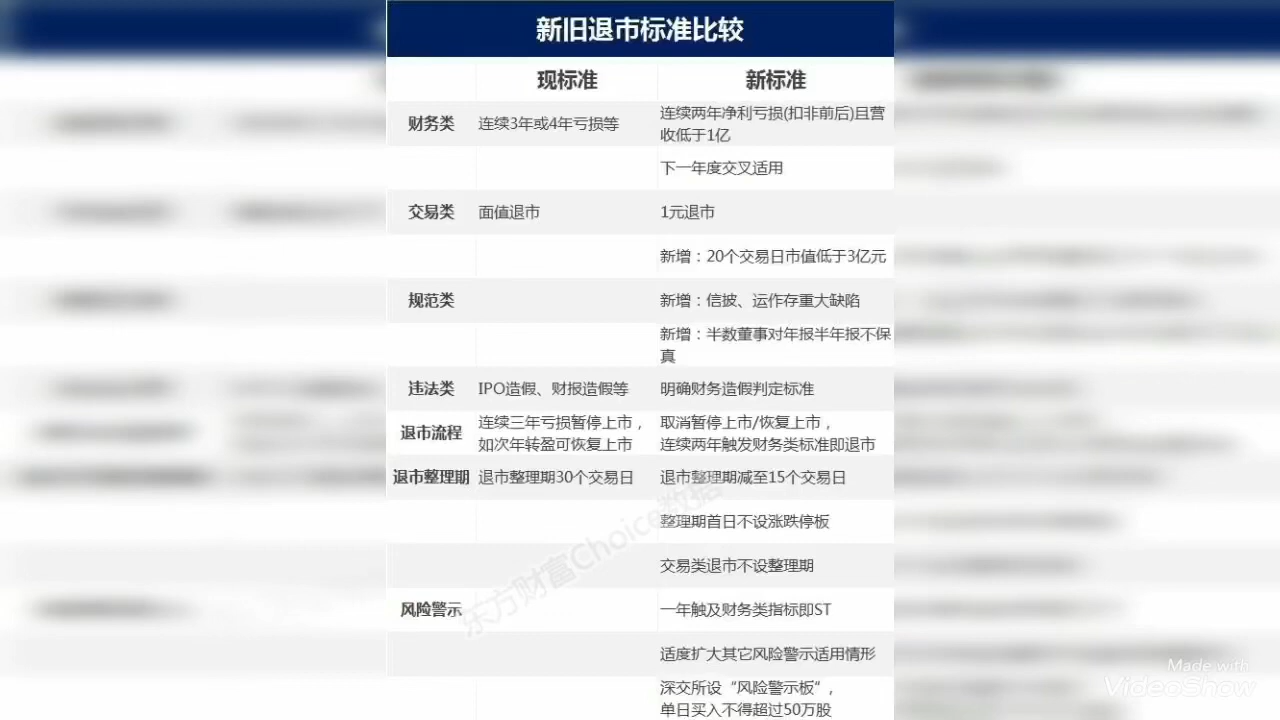 新旧退市标准比较
现标准
新标准
财务类
连续3年或4年亏损等
连续两年净利亏损(扣非前后)且营
收低于1亿
下一年度交叉适用
交易类
面值退市
1元退市
新增：20个交易日市值低于3亿元
规范类
新增：信披、运作存重大缺陷
新增：半数董事对年报半年报不保
真
违法类
IPO造假、财报造假等
明确财务造假判定标准
退市流程
连续三年亏损暂停上市，
如次年转盈可恢复上市
取消暂停上市/恢复上市，
连续两年触发财务类标准即退市
退市整理期
退市整理期30个交易日
退市整理期减至15个交易日
整理期首日不设涨跌停板
交易类退市不设整理期
风险警示
一年触及财务类指标即ST
适度扩大其它风险警示适用情形
深交所设“风险警示板”，
单日买入不得超过50万股
东方财富Choice数据
Made with
VideoShow